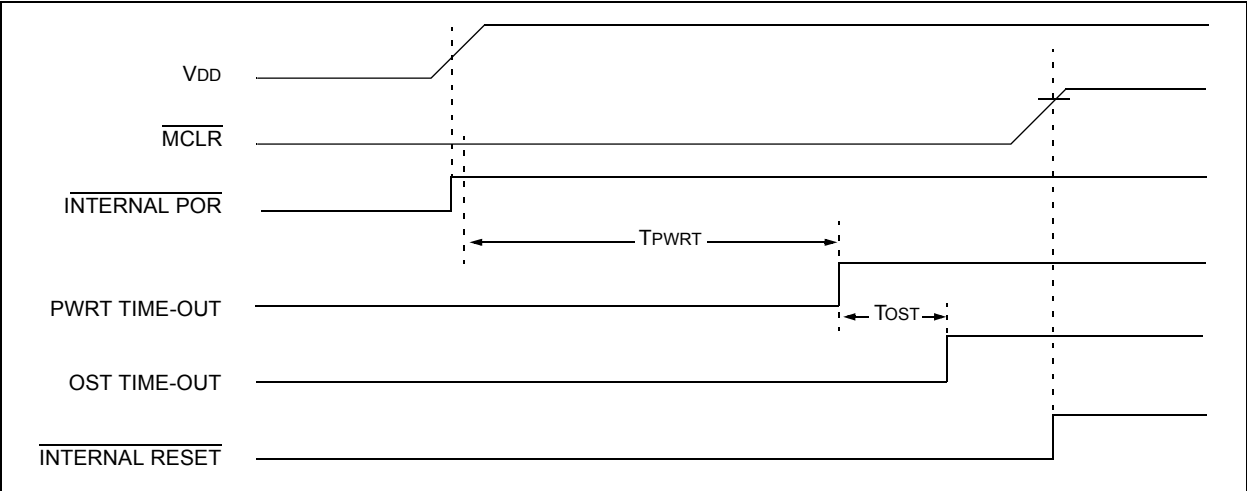 VDD
MCLR
INTERNAL POR
TPWRT
PWRT TIME-OUT
TOST
OST TIME-OUT
INTERNAL RESET